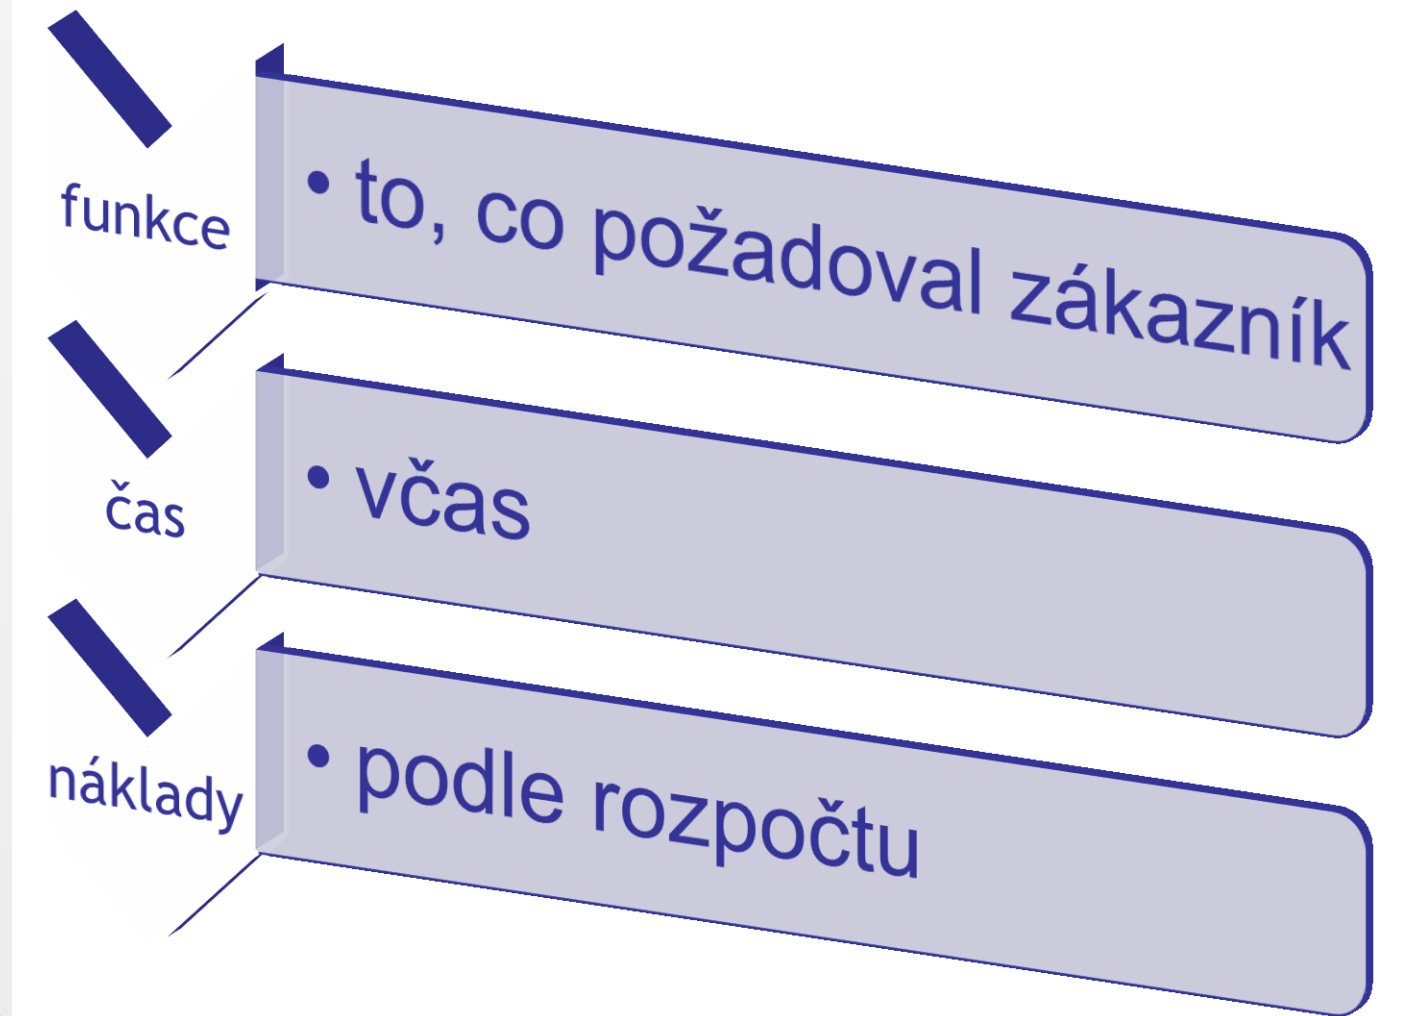 funkce
• to, co požadoval zákazník
čas
• včas
náklady
• podle rozpočtu